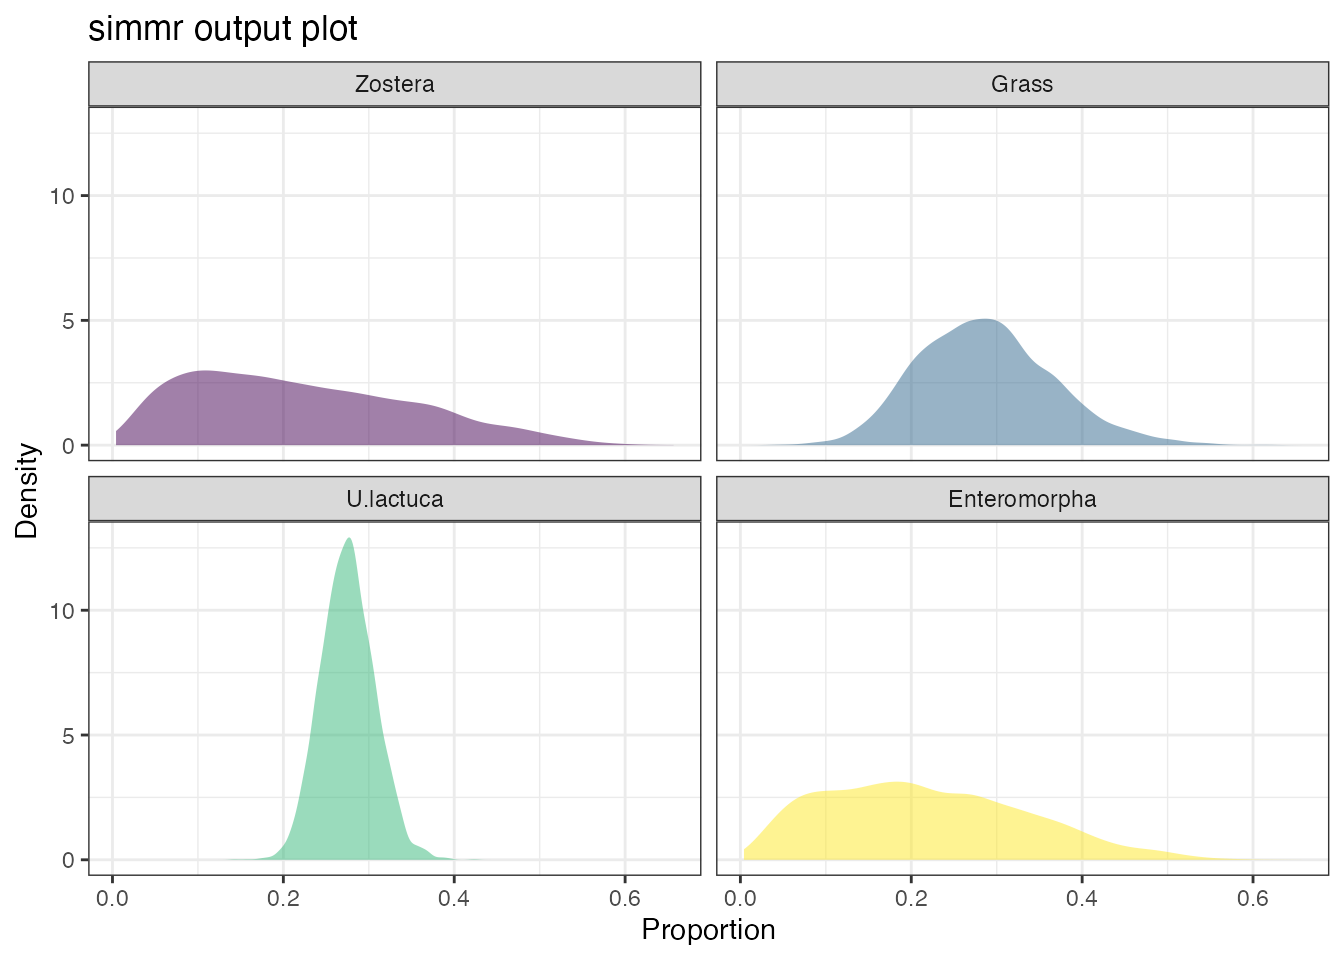 simmr output plot
Zostera
Grass
10
5
0
Density
U.lactuca
Enteromorpha
10
5
0
0.0 0.2 0.4 0.6
0.0 0.2 0.4 0.6
Proportion